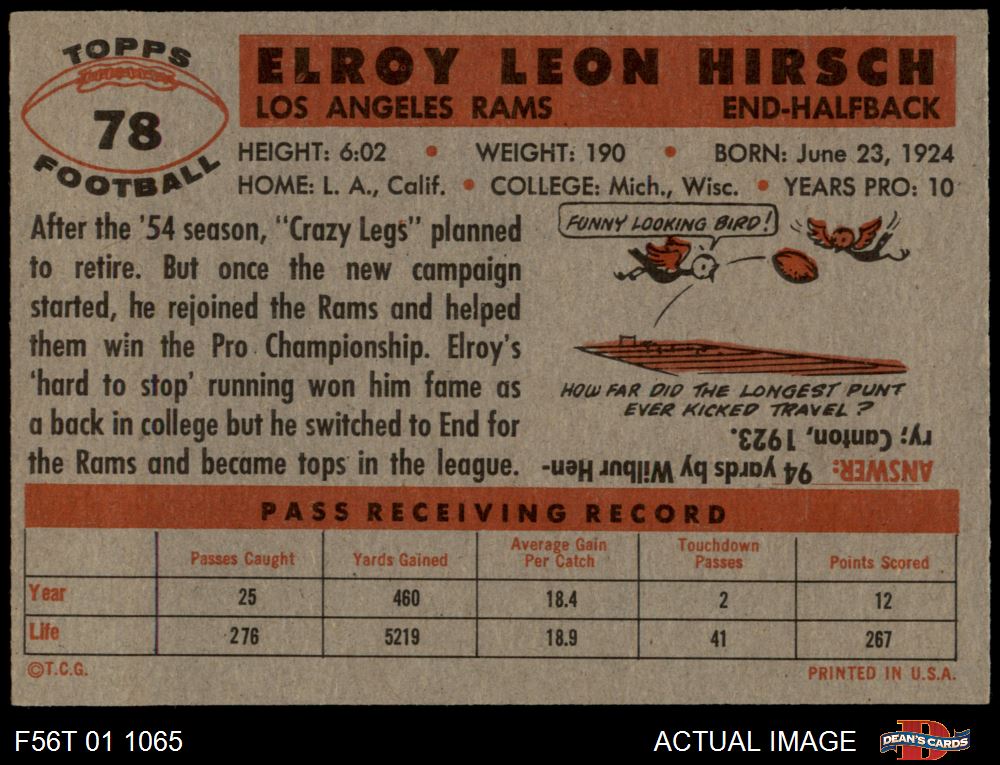 TOPPS
78
FOOTBALL
ELROY LEON HIRSCH
LOS ANGELES RAMS END-HALFBACK
HEIGHT: 6:02 • WEIGHT: 190 • BORN: June 23, 1924
HOME: L. A., Calif. • COLLEGE: Mich., Wisc. • YEARS PRO: 10
After the '54 season, "Crazy Legs" planned
to retire. But once the new campaign
started, he rejoined the Rams and helped
them win the Pro Championship. Elroy's
'hard to stop' running won him fame as
a back in college but he switched to End for
the Rams and became tops in the league.
FUNNY LOOKING BIRD!
HOW FAR DID THE LONGEST PUNT
EVER KICKED TRAVEL?
ANSWER: 94 yards by Wilbur Hen-
ry; Canton, 1923.
PASS RECEIVING RECORD
Passes Caught Yards Gained Average Gain Per Catch Touchdown Passes Points Scored
Year 25 460 18.4 2 12
Life 276 5219 18.9 41 267
©T.C.G. PRINTED IN U.S.A.
F56T 01 1065 ACTUAL IMAGE DEAN'S CARDS